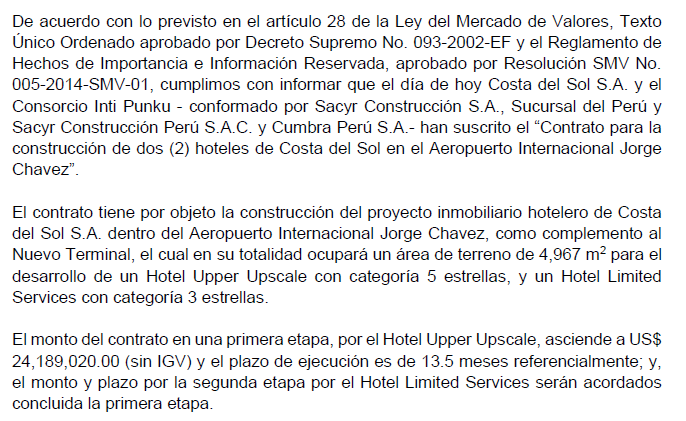 De acuerdo con lo previsto en el artículo 28 de la Ley del Mercado de Valores, Texto
Único Ordenado aprobado por Decreto Supremo No. 093-2002-EF y el Reglamento de
Hechos de Importancia e Información Reservada, aprobado por Resolución SMV No.
005-2014-SMV-01, cumplimos con informar que el día de hoy Costa del Sol S.A. y el
Consorcio Inti Punku - conformado por Sacyr Construcción S.A., Sucursal del Perú y
Sacyr Construcción Perú S.A.C. y Cumbra Perú S.A.- han suscrito el “Contrato para la
construcción de dos (2) hoteles de Costa del Sol en el Aeropuerto Internacional Jorge
Chavez”.
El contrato tiene por objeto la construcción del proyecto inmobiliario hotelero de Costa
del Sol S.A. dentro del Aeropuerto Internacional Jorge Chavez, como complemento al
Nuevo Terminal, el cual en su totalidad ocupará un área de terreno de 4,967 m² para el
desarrollo de un Hotel Upper Upscale con categoría 5 estrellas, y un Hotel Limited
Services con categoría 3 estrellas.
El monto del contrato en una primera etapa, por el Hotel Upper Upscale, asciende a US$
24,189,020.00 (sin IGV) y el plazo de ejecución es de 13.5 meses referencialmente; y,
el monto y plazo por la segunda etapa por el Hotel Limited Services serán acordados
concluida la primera etapa.